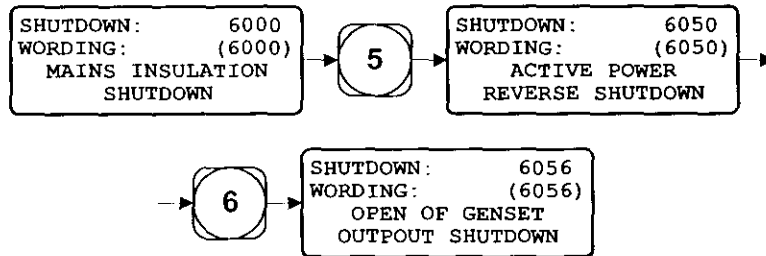 SHUTDOWN: 6000
WORDING: (6000)
MAINS INSULATION
SHUTDOWN
5
SHUTDOWN: 6050
WORDING: (6050)
ACTIVE POWER
REVERSE SHUTDOWN
6
SHUTDOWN: 6056
WORDING: (6056)
OPEN OF GENSET
OUTPOUT SHUTDOWN